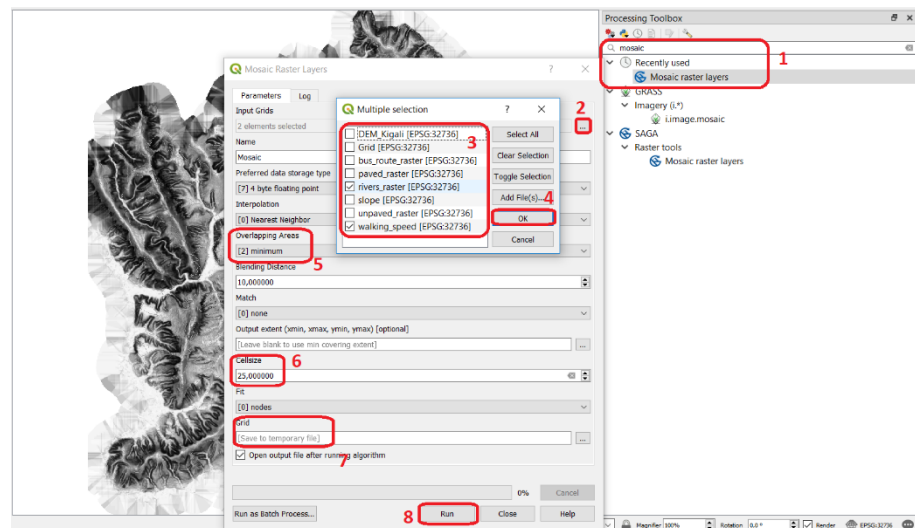 Processing Toolbox
mosaic
1
Recently used
Mosaic raster layers
GRASS
Imagery (i.*)
i.image.mosaic
SAGA
Raster tools
Mosaic raster layers
Mosaic Raster Layers
?
Parameters
Log
Input Grids
2 elements selected
...
2
Name
Mosaic
Preferred data storage type
[7] 4 byte floating point
Interpolation
[0] Nearest Neighbor
Overlapping Areas
[2] minimum
5
Blending Distance
10,000000
Match
[0] none
Output extent (xmin, xmax, ymin, ymax) [optional]
[Leave blank to use min covering extent]
...
Cellsize
6
25,000000
Fit
[0] nodes
Grid
[Save to temporary file]
...
Open output file after running algorithm
7
0%
Cancel
Run as Batch Process...
8
Run
Close
Help
Multiple selection
?
DEM_Kigali [EPSG:32736]
3
Grid [EPSG:32736]
bus_route_raster [EPSG:32736]
paved_raster [EPSG:32736]
rivers_raster [EPSG:32736]
slope [EPSG:32736]
unpaved_raster [EPSG:32736]
walking_speed [EPSG:32736]
Select All
Clear Selection
Toggle Selection
Add File(s)...
4
OK
Cancel
Magnifier 100%
Rotation 0,0 °
Render
EPSG:32736